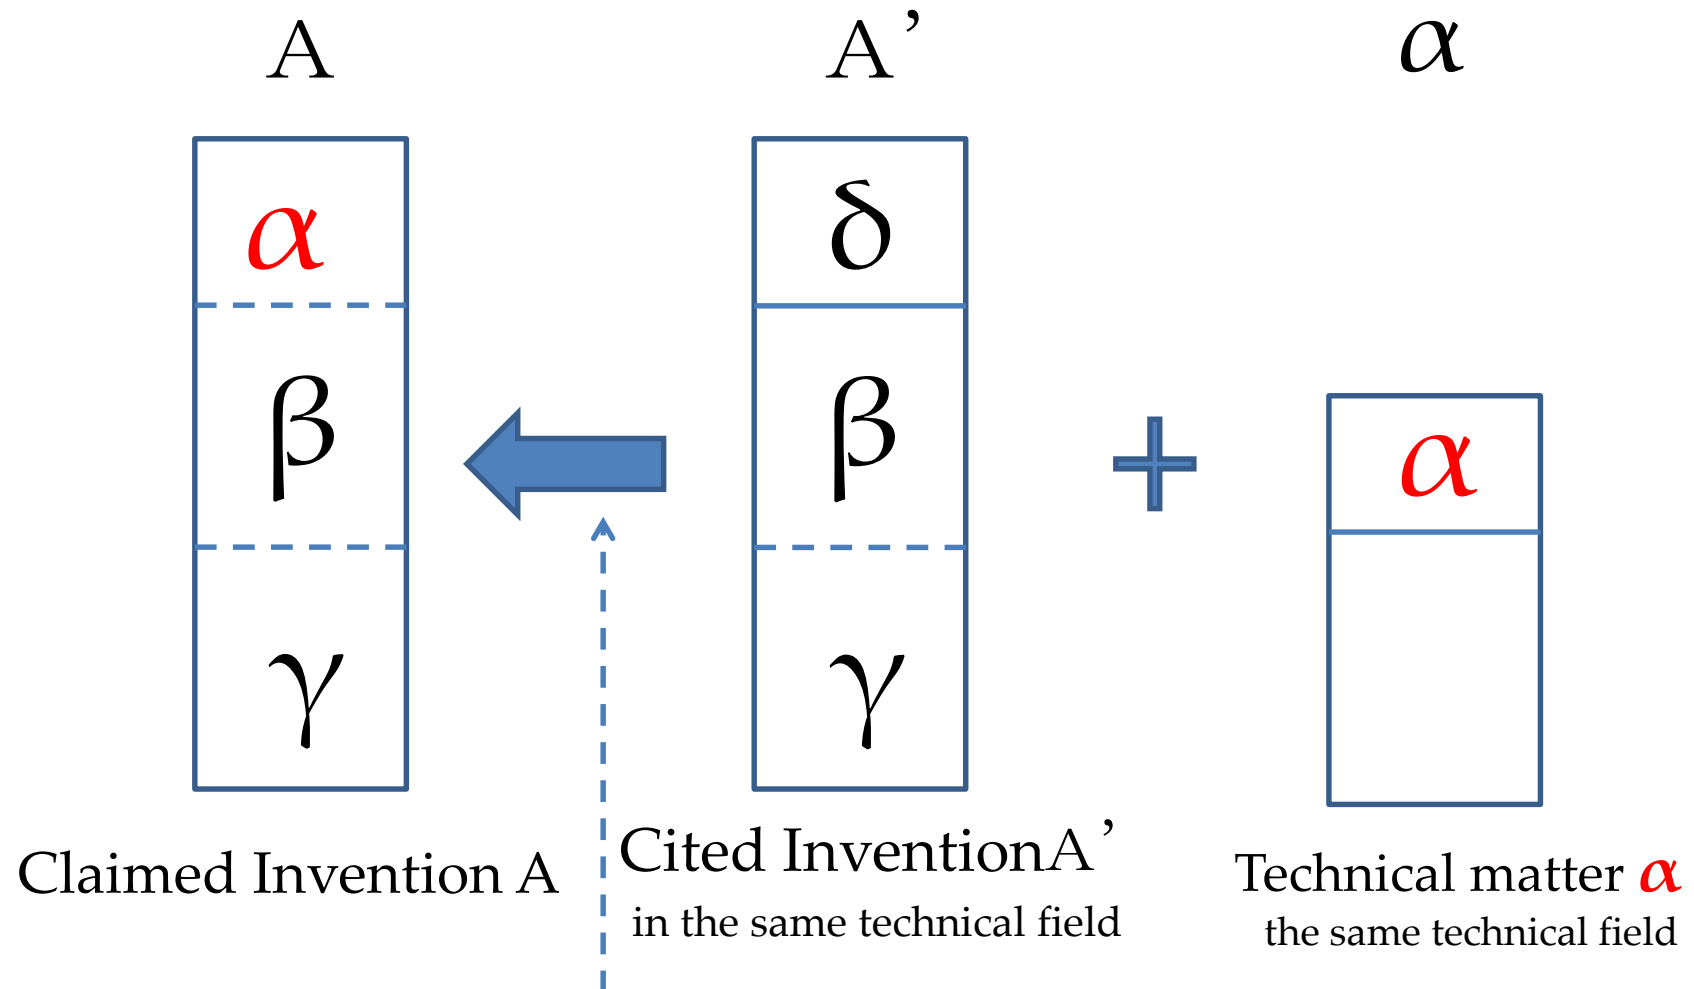 A
A’
α
α
β
γ
δ
β
γ
α
Claimed Invention A
Cited InventionA’
in the same technical field
Technical matter α
the same technical field